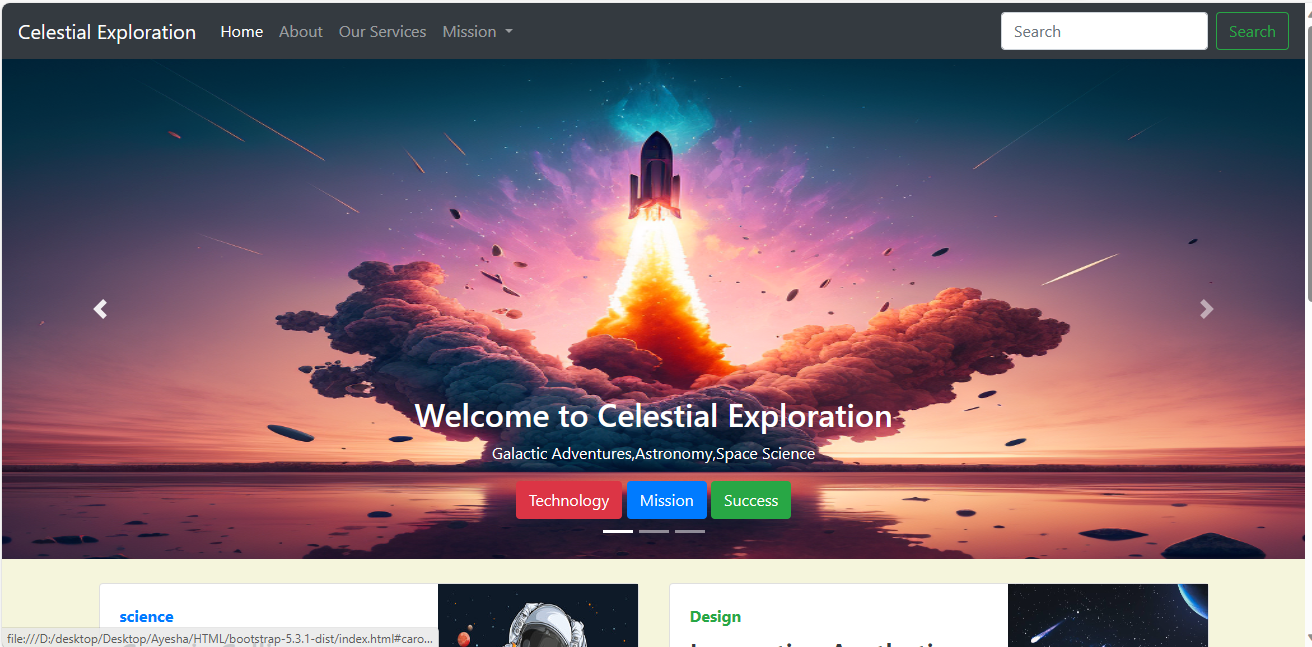 Celestial Exploration Home About Our Services Mission Search Search
Welcome to Celestial Exploration
Galactic Adventures,Astronomy,Space Science
Technology Mission Success
science Design
file:///D:/desktop/Desktop/Ayesha/HTML/bootstrap-5.3.1-dist/index.html#caro...